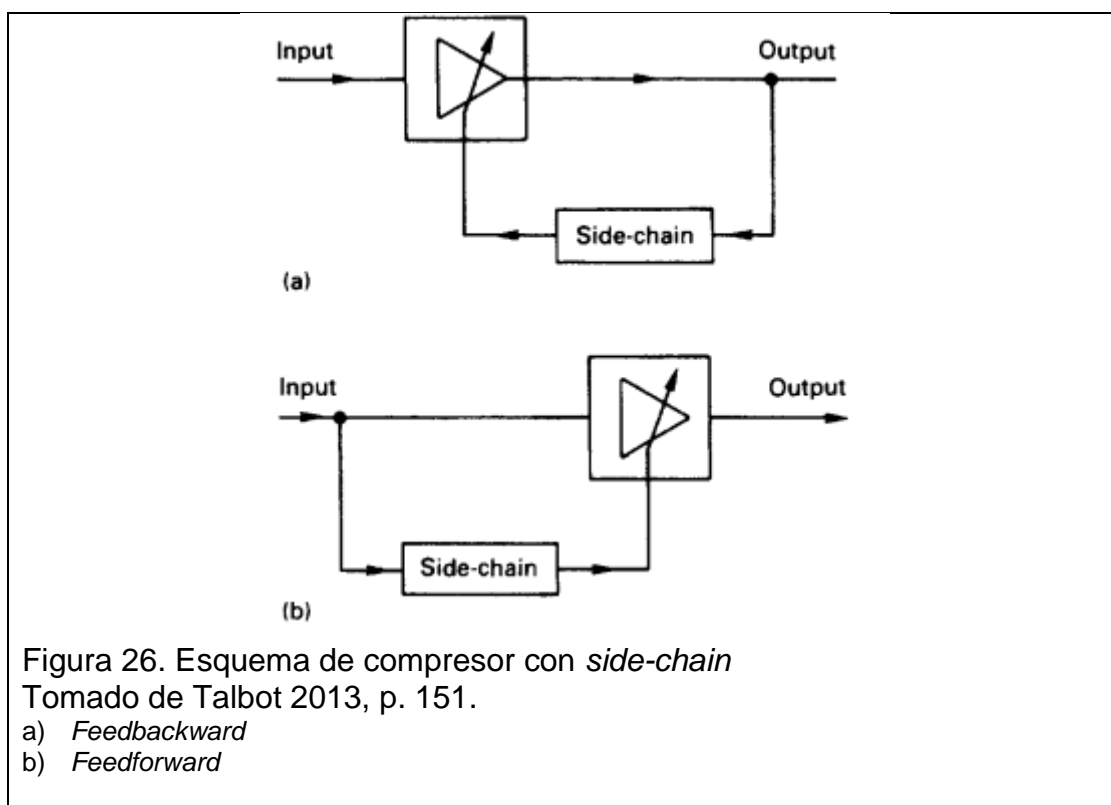 Input
Output
Side-chain
(a)
Input
Output
Side-chain
(b)
Figura 26. Esquema de compresor con side-chain
Tomado de Talbot 2013, p. 151.
a) Feedbackward
b) Feedforward